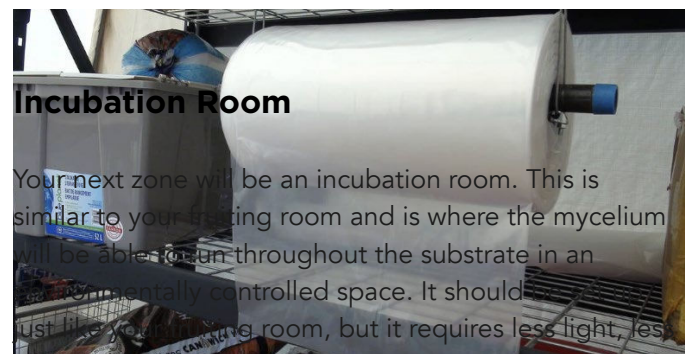 Incubation Room
Your next zone will be an incubation room. This is
similar to your fruiting room and is where the mycelium
will be able to run throughout the substrate in an
environmentally controlled space. It should be
just like your fruiting room, but it requires less light, less